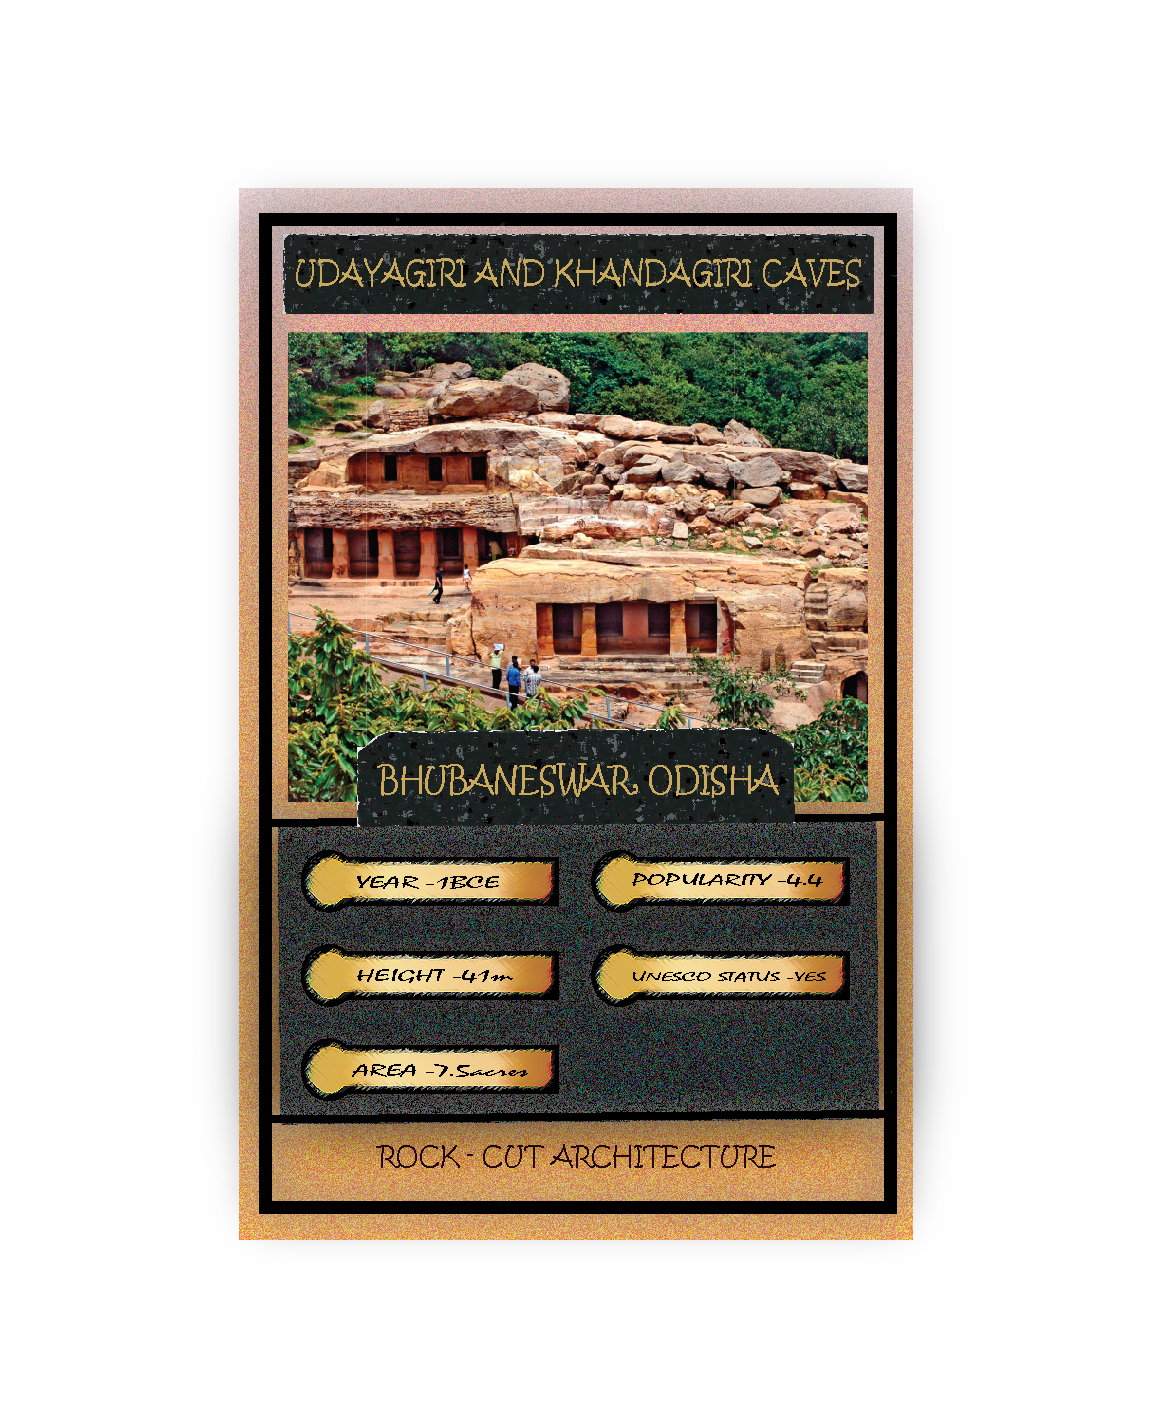 UDAYAGIRI AND KHANDAGIRI CAVES
BHUBANESWAR, ODISHA
YEAR -1BCE
POPULARITY -4.4
HEIGHT -41m
UNESCO STATUS -YES
AREA -7.5acres
ROCK - CUT ARCHITECTURE